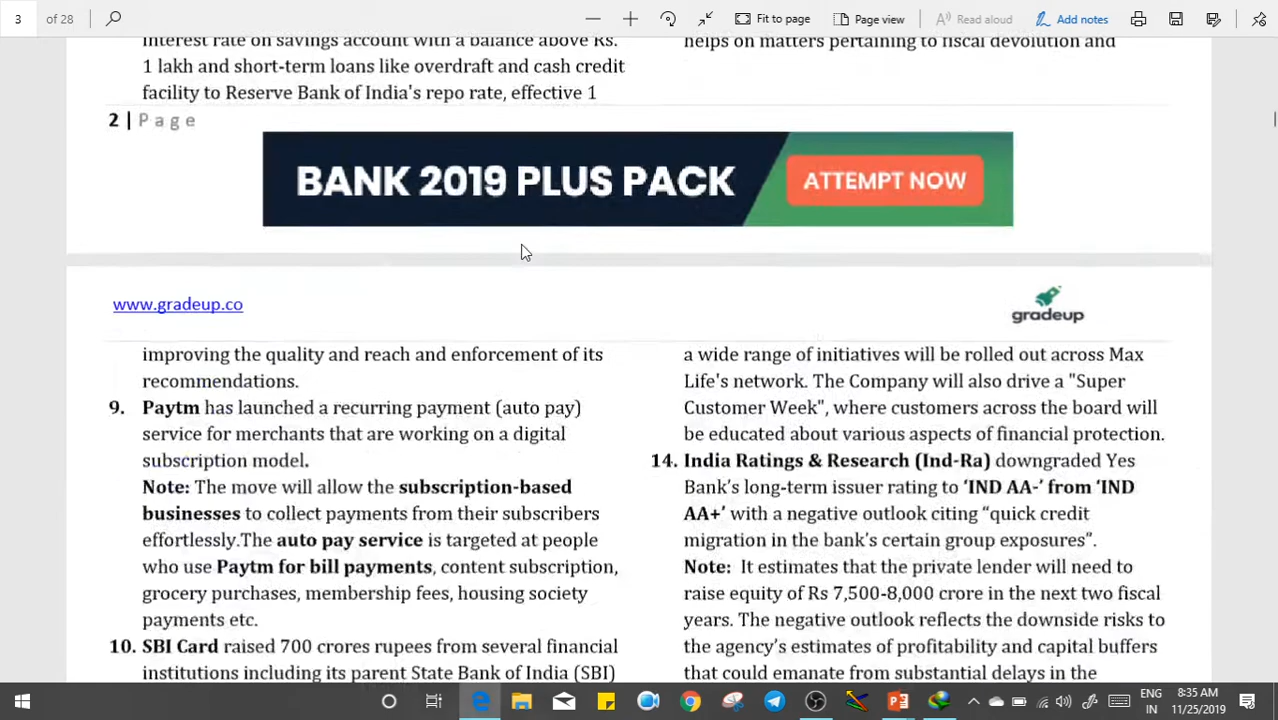 3 of 28
Fit to page
Page view
Read aloud
Add notes
interest rate on savings account with a balance above Rs.
1 lakh and short-term loans like overdraft and cash credit
facility to Reserve Bank of India's repo rate, effective 1
helps on matters pertaining to fiscal devolution and
2 | Page
BANK 2019 PLUS PACK
ATTEMPT NOW
www.gradeup.co
gradeup
improving the quality and reach and enforcement of its
recommendations.
9. Paytm has launched a recurring payment (auto pay)
service for merchants that are working on a digital
subscription model.
Note: The move will allow the subscription-based
businesses to collect payments from their subscribers
effortlessly.The auto pay service is targeted at people
who use Paytm for bill payments, content subscription,
grocery purchases, membership fees, housing society
payments etc.
10. SBI Card raised 700 crores rupees from several financial
institutions including its parent State Bank of India (SBI)
a wide range of initiatives will be rolled out across Max
Life's network. The Company will also drive a "Super
Customer Week", where customers across the board will
be educated about various aspects of financial protection.
14. India Ratings & Research (Ind-Ra) downgraded Yes
Bank's long-term issuer rating to 'IND AA-' from 'IND
AA+' with a negative outlook citing "quick credit
migration in the bank's certain group exposures".
Note: It estimates that the private lender will need to
raise equity of Rs 7,500-8,000 crore in the next two fiscal
years. The negative outlook reflects the downside risks to
the agency's estimates of profitability and capital buffers
that could emanate from substantial delays in the
ENG
IN
8:35 AM
11/25/2019